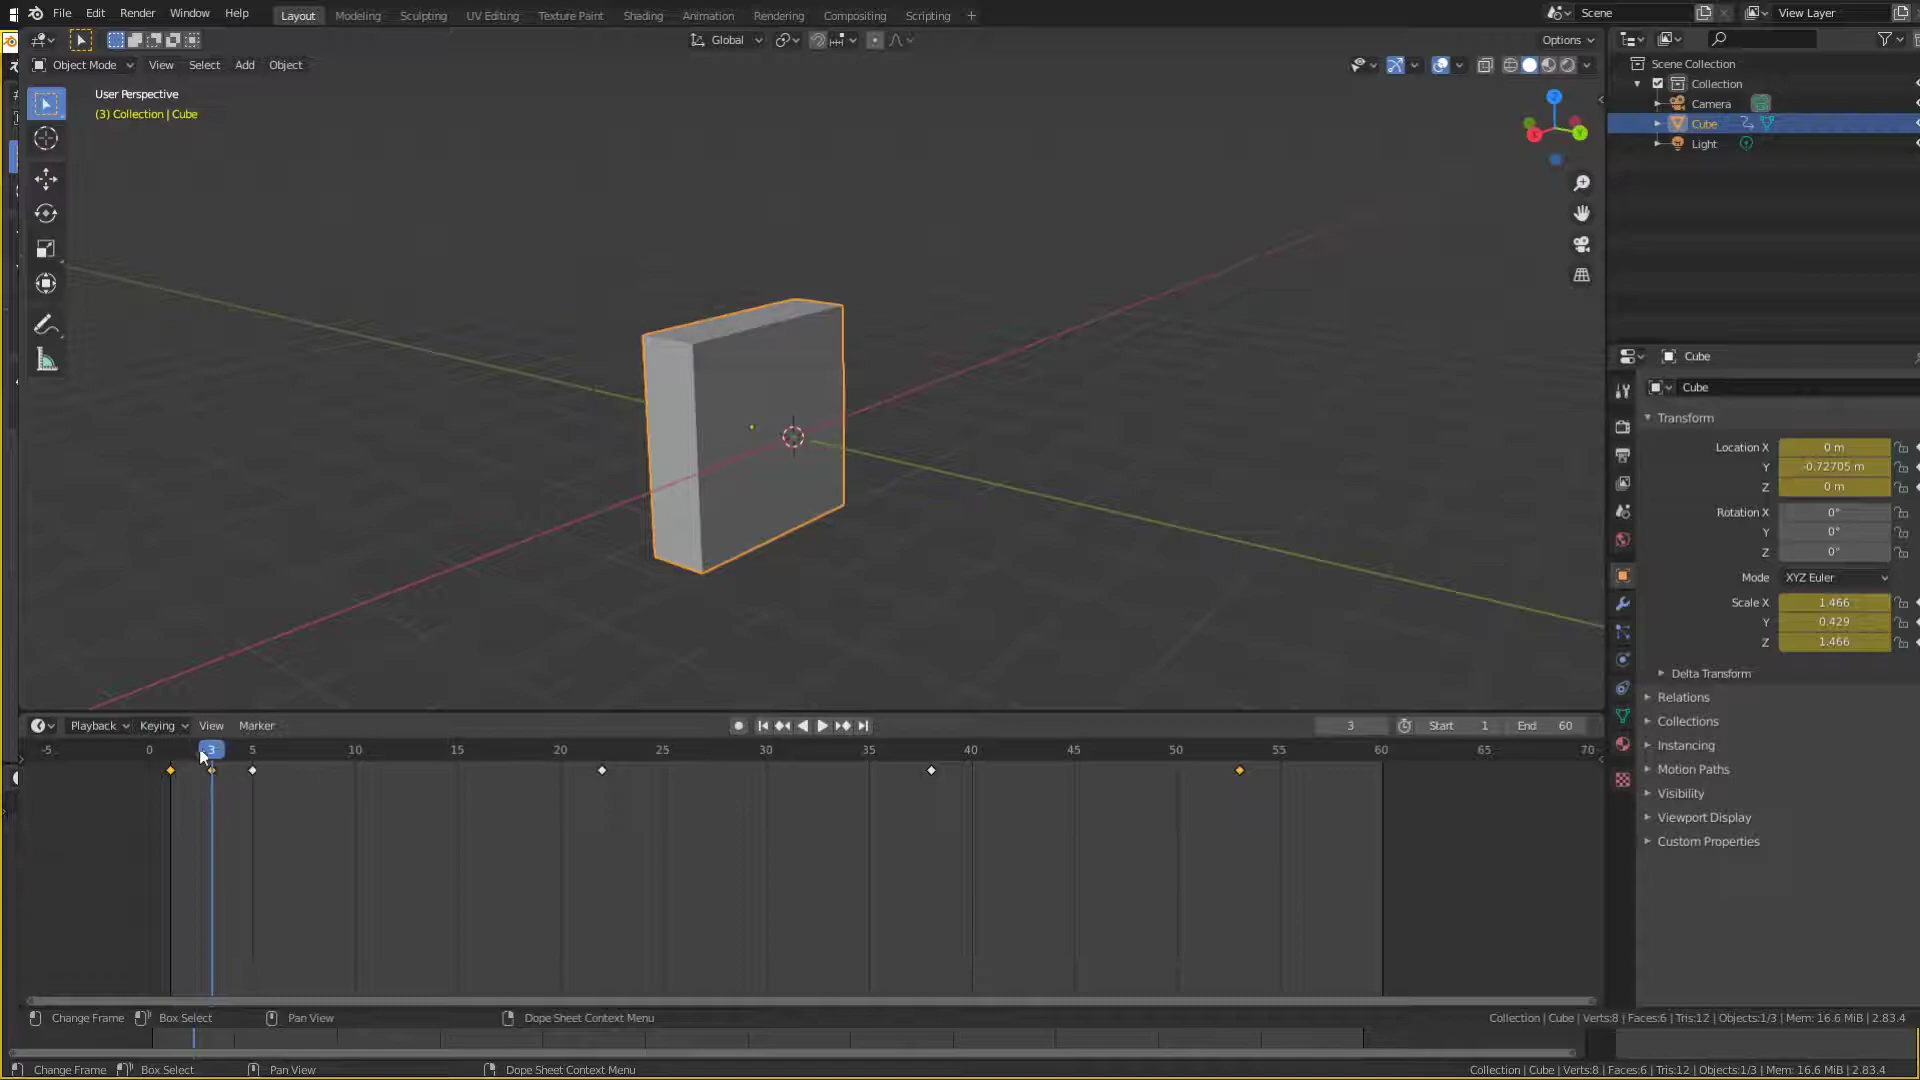 File Edit Render Window Help Layout Modeling Sculpting UV Editing Texture Paint Shading Animation Rendering Compositing Scripting + Scene View Layer
Global Options
Object Mode View Select Add Object
User Perspective
(3) Collection | Cube
Z
X
Y
Scene Collection
Collection
Camera
Cube
Light
Cube
Cube
Transform
Location X 0 m
Y -0.72705 m
Z 0 m
Rotation X 0°
Y 0°
Z 0°
Mode XYZ Euler
Scale X 1.466
Y 0.429
Z 1.466
Delta Transform
Relations
Collections
Instancing
Motion Paths
Visibility
Viewport Display
Custom Properties
Playback Keying View Marker 3 Start 1 End 60
-5 0 3 5 10 15 20 25 30 35 40 45 50 55 60 65 70
Change Frame Box Select Pan View Dope Sheet Context Menu Collection | Cube | Verts:8 | Faces:6 | Tris:12 | Objects:1/3 | Mem: 16.6 MiB | 2.83.4
Change Frame Box Select Pan View Dope Sheet Context Menu Collection | Cube | Verts:8 | Faces:6 | Tris:12 | Objects:1/3 | Mem: 16.6 MiB | 2.83.4